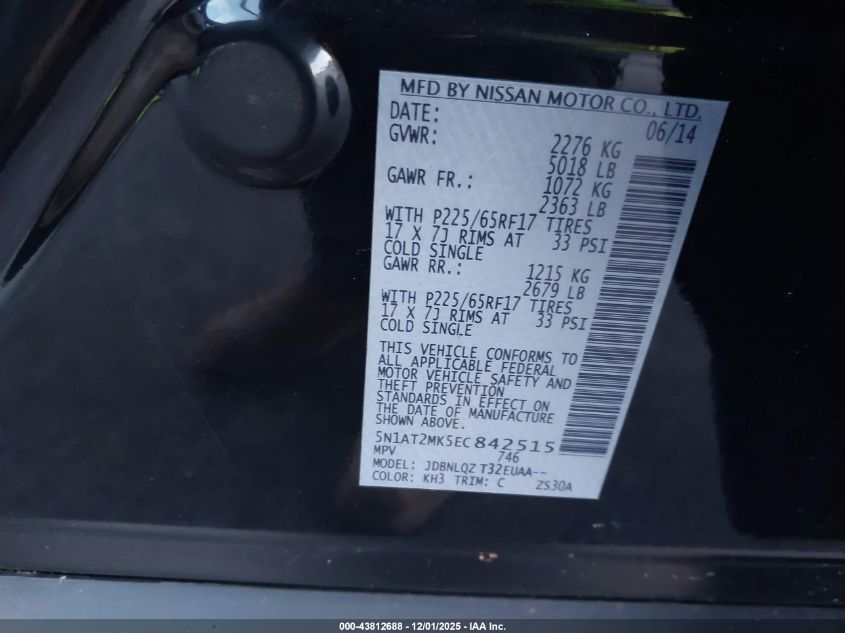 MFD BY NISSAN MOTOR CO., LTD.
DATE: 06/14
GVWR: 2276 KG
5018 LB
GAWR FR.: 1072 KG
2363 LB
WITH P225/65RF17 TIRES
17 X 7J RIMS AT 33 PSI
COLD SINGLE
GAWR RR.: 1215 KG
2679 LB
WITH P225/65RF17 TIRES
17 X 7J RIMS AT 33 PSI
COLD SINGLE
THIS VEHICLE CONFORMS TO
ALL APPLICABLE FEDERAL
MOTOR VEHICLE SAFETY AND
THEFT PREVENTION
STANDARDS IN EFFECT ON
THE DATE OF MANUFACTURE
SHOWN ABOVE.
5N1AT2MK5EC842515
MPV 746
MODEL: JDBNLQZ T32EUAA--
COLOR: KH3 TRIM: C ZS30A
000-43812688 - 12/01/2025 - IAA Inc.